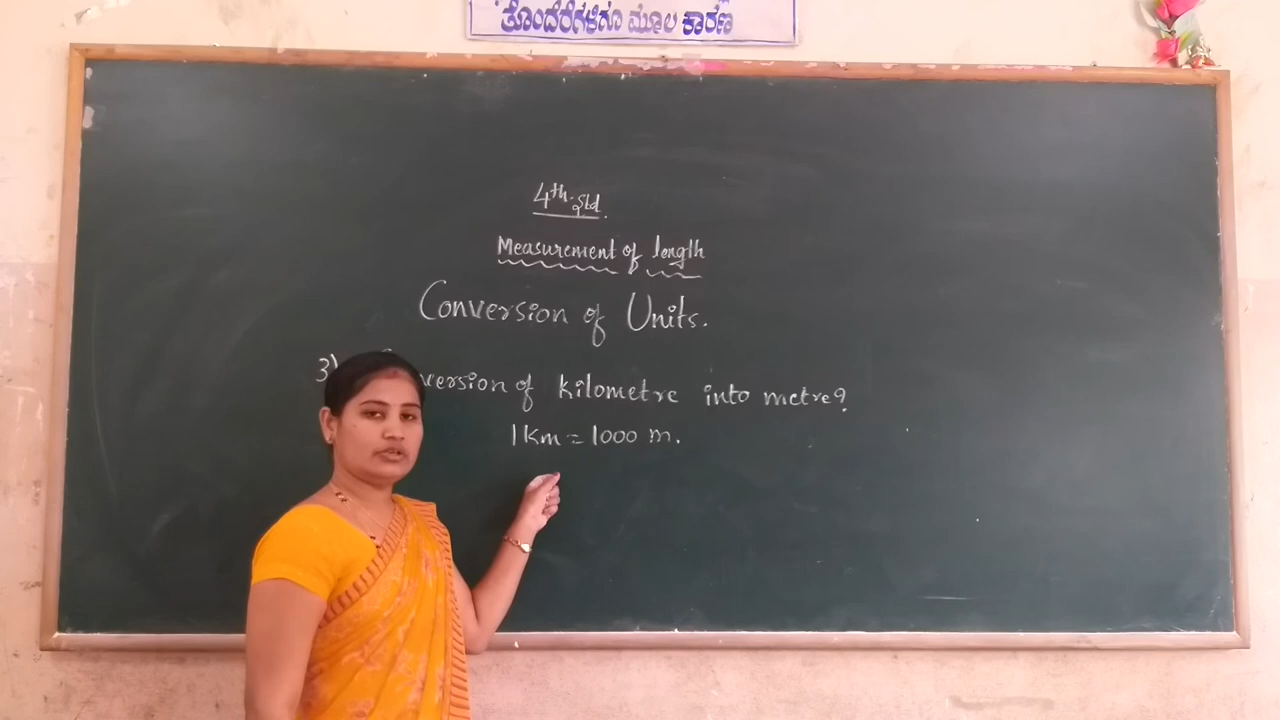 ತೊಂದರೆಗಳಿಗೂ ಮೂಲ ಕಾರಣ
4th std.
Measurement of length
Conversion of Units.
3) version of kilometre into metre?
1 Km = 1000 m.